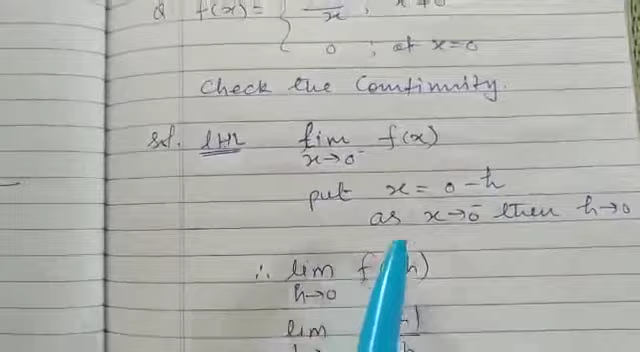 Q f(x) = { /x ; x ≠ 0
0 ; at x=0
Check the Continuity.
Sol. LHL lim x→0⁻ f(x)
put x = 0-h
as x→0⁻ then h→0
∴ lim h→0 f( h)
lim